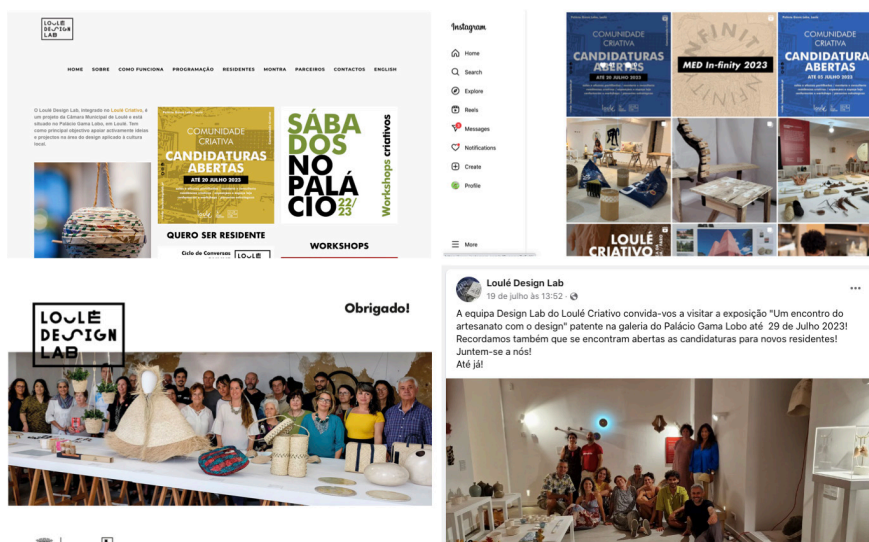 LOULÉ
DESIGN
LAB
HOME SOBRE COMO FUNCIONA PROGRAMAÇÃO RESIDENTES MONTRA PARCEIROS CONTACTOS ENGLISH
O Loulé Design Lab, integrado no Loulé Criativo, é
um projeto da Câmara Municipal de Loulé e está
situado no Palácio Gama Lobo, em Loulé. Tem
como principal objetivo apoiar activamente ideias
e projectos na área do design aplicado à cultura
local.
COMUNIDADE
CRIATIVA
CANDIDATURAS
ABERTAS
ATÉ 20 JULHO 2023
QUERO SER RESIDENTE
Ciclo de Conversas
LOULÉ
SÁBA
DOS
NO
PALÁ
CIO 22/
23
Workshops criativos
WORKSHOPS
Instagram
Home
Search
Explore
Reels
Messages
Notifications
Create
Profile
More
COMUNIDADE
CRIATIVA
CANDIDATURAS
ABERTAS
ATÉ 20 JULHO 2023
INFINITY
MED In-finity 2023
COMUNIDADE
CRIATIVA
CANDIDATURAS
ABERTAS
LOULÉ
CRIATIVO
LOULÉ
DESIGN
LAB
Obrigado!
Loulé Design Lab
19 de julho às 13:52
A equipa Design Lab do Loulé Criativo convida-vos a visitar a exposição "Um encontro do
artesanato com o design" patente na galeria do Palácio Gama Lobo até 29 de Julho 2023!
Recordamos também que se encontram abertas as candidaturas para novos residentes!
Juntem-se a nós!
Até já!